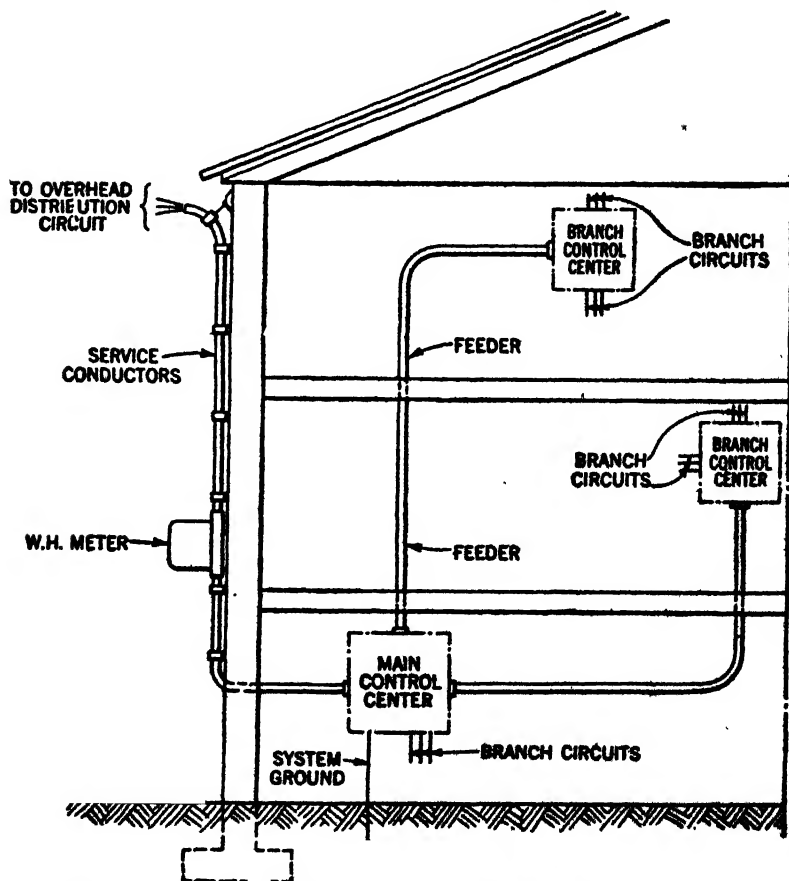 TO OVERHEAD
DISTRIBUTION
CIRCUIT
BRANCH
CONTROL
CENTER
BRANCH
CIRCUITS
SERVICE
CONDUCTORS
FEEDER
BRANCH
CIRCUITS
BRANCH
CONTROL
CENTER
W.H. METER
FEEDER
MAIN
CONTROL
CENTER
SYSTEM
GROUND
BRANCH CIRCUITS